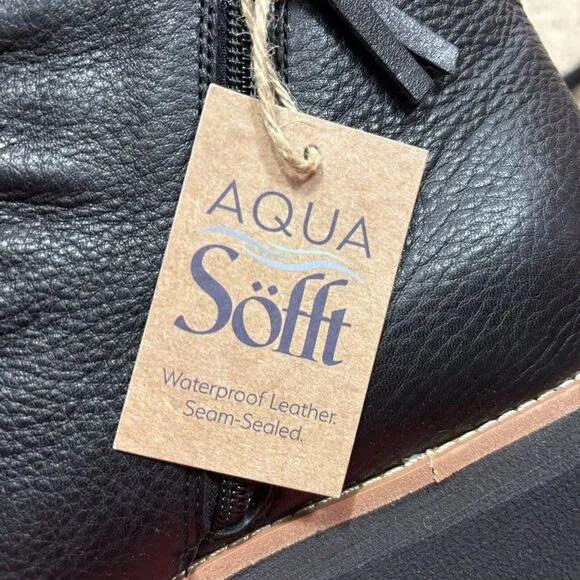 AQUA
Söfft
Waterproof Leather.
Seam-Sealed.